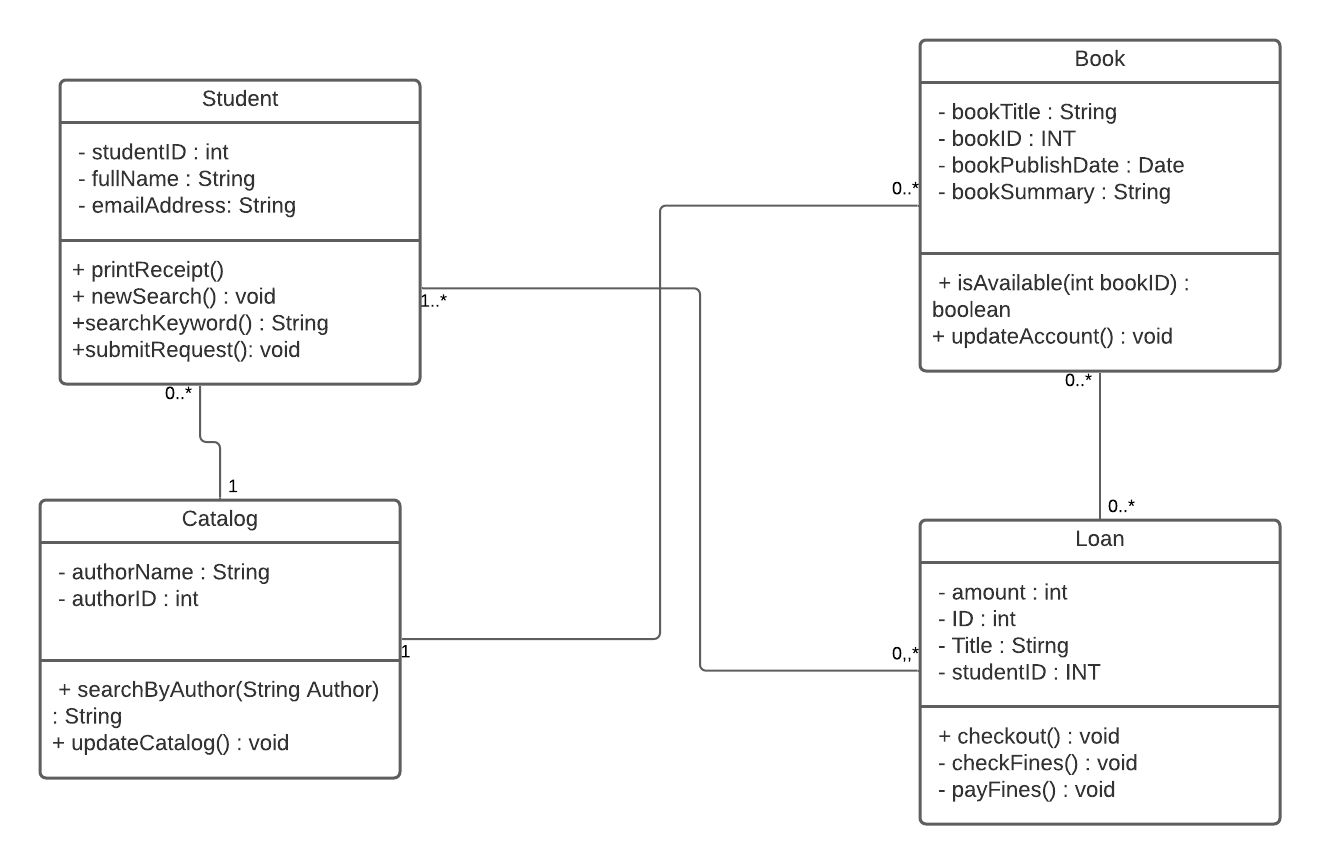 Student
- studentID : int
- fullName : String
- emailAddress: String
+ printReceipt()
+ newSearch() : void
+searchKeyword() : String
+submitRequest(): void
1..*
0..*
1
Catalog
- authorName : String
- authorID : int
1
+ searchByAuthor(String Author)
: String
+ updateCatalog() : void
Book
- bookTitle : String
- bookID : INT
- bookPublishDate : Date
- bookSummary : String
0..*
+ isAvailable(int bookID) :
boolean
+ updateAccount() : void
0..*
0..*
Loan
- amount : int
- ID : int
- Title : Stirng
- studentID : INT
0,,*
+ checkout() : void
- checkFines() : void
- payFines() : void